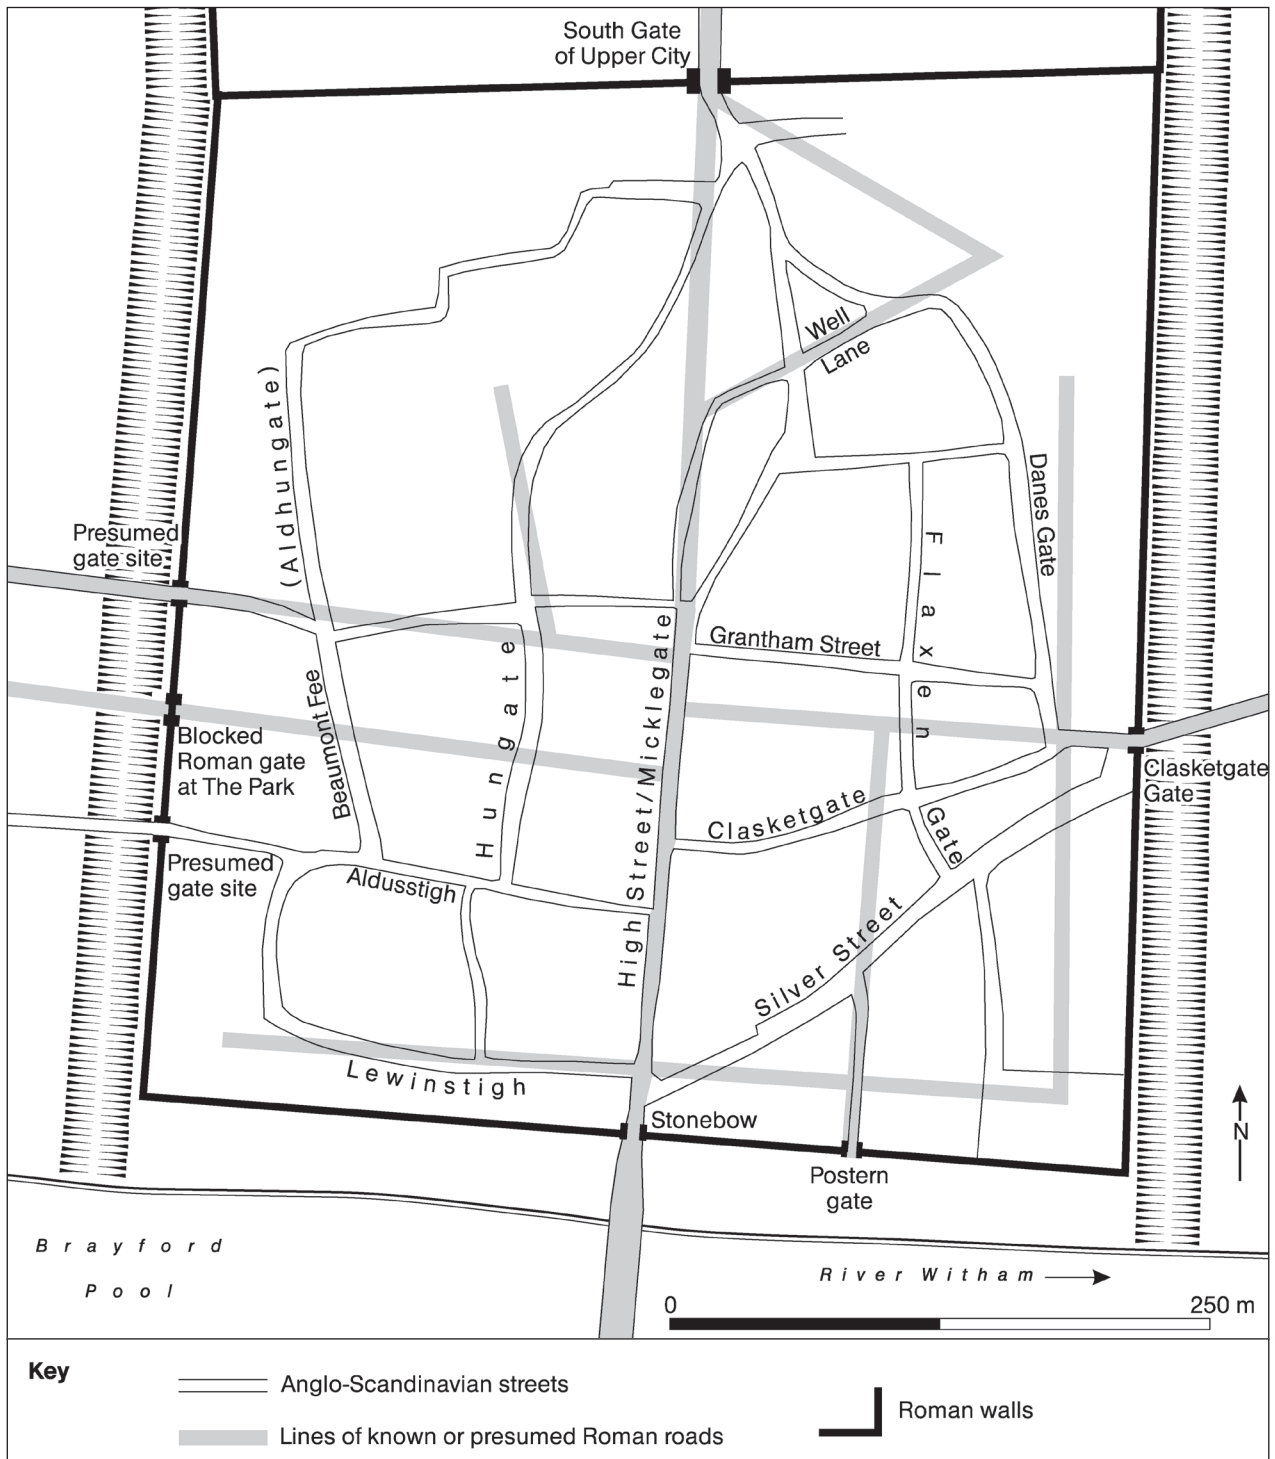 South Gate
of Upper City
Well
Lane
(Aldhungate)
Danes Gate
Presumed
gate site
Flaxen
Gate
Grantham Street
High Street/Micklegate
Hungate
Beaumont Fee
Blocked
Roman gate
at The Park
Clasketgate
Gate
Clasketgate
Presumed
gate site
Aldusstigh
Silver Street
Lewinstigh
Stonebow
N
Postern
gate
Brayford
Pool
River Witham
0 250 m
Key
Anglo-Scandinavian streets
Roman walls
Lines of known or presumed Roman roads